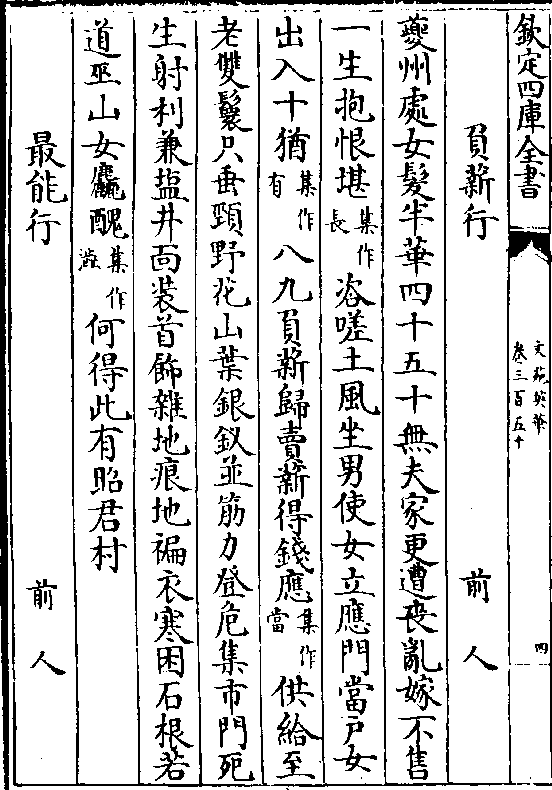 欽定四庫全書
文苑英華
卷三百五十
四
負薪行
前人
夔州處女髮半華四十五十無夫家更遭喪亂嫁不售
一生抱恨堪集作長咨嗟土風坐男使女立應門當戶女
出入十猶集作有八九負薪歸賣薪得錢應集作當供給至
老雙鬟只垂頸野花山葉銀釵並筋力登危集市門死
生射利兼塩井面裝首飾雜地痕地褊衣寒困石根若
道巫山女麤醜集作澁何得此有昭君村
最能行
前人